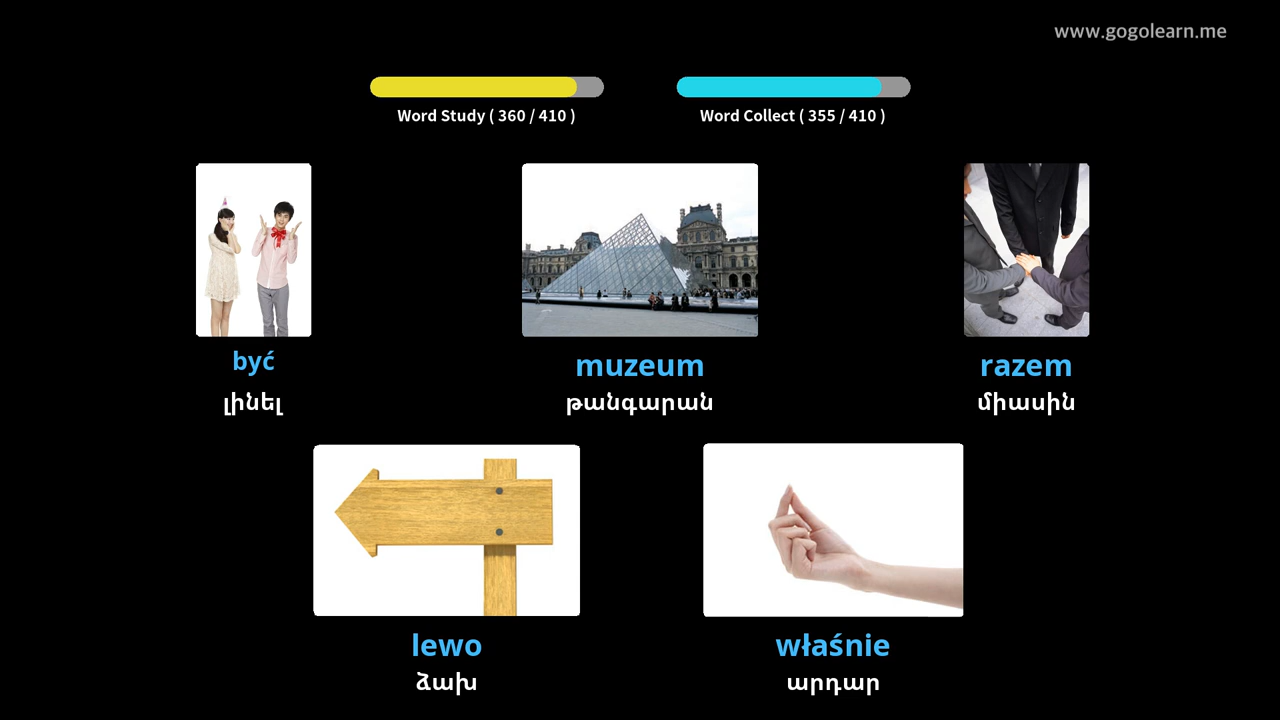 www.gogolearn.me
Word Study ( 360 / 410 )
Word Collect ( 355 / 410 )
być
լինել
muzeum
թանգարան
razem
միասին
lewo
ձախ
właśnie
արդար